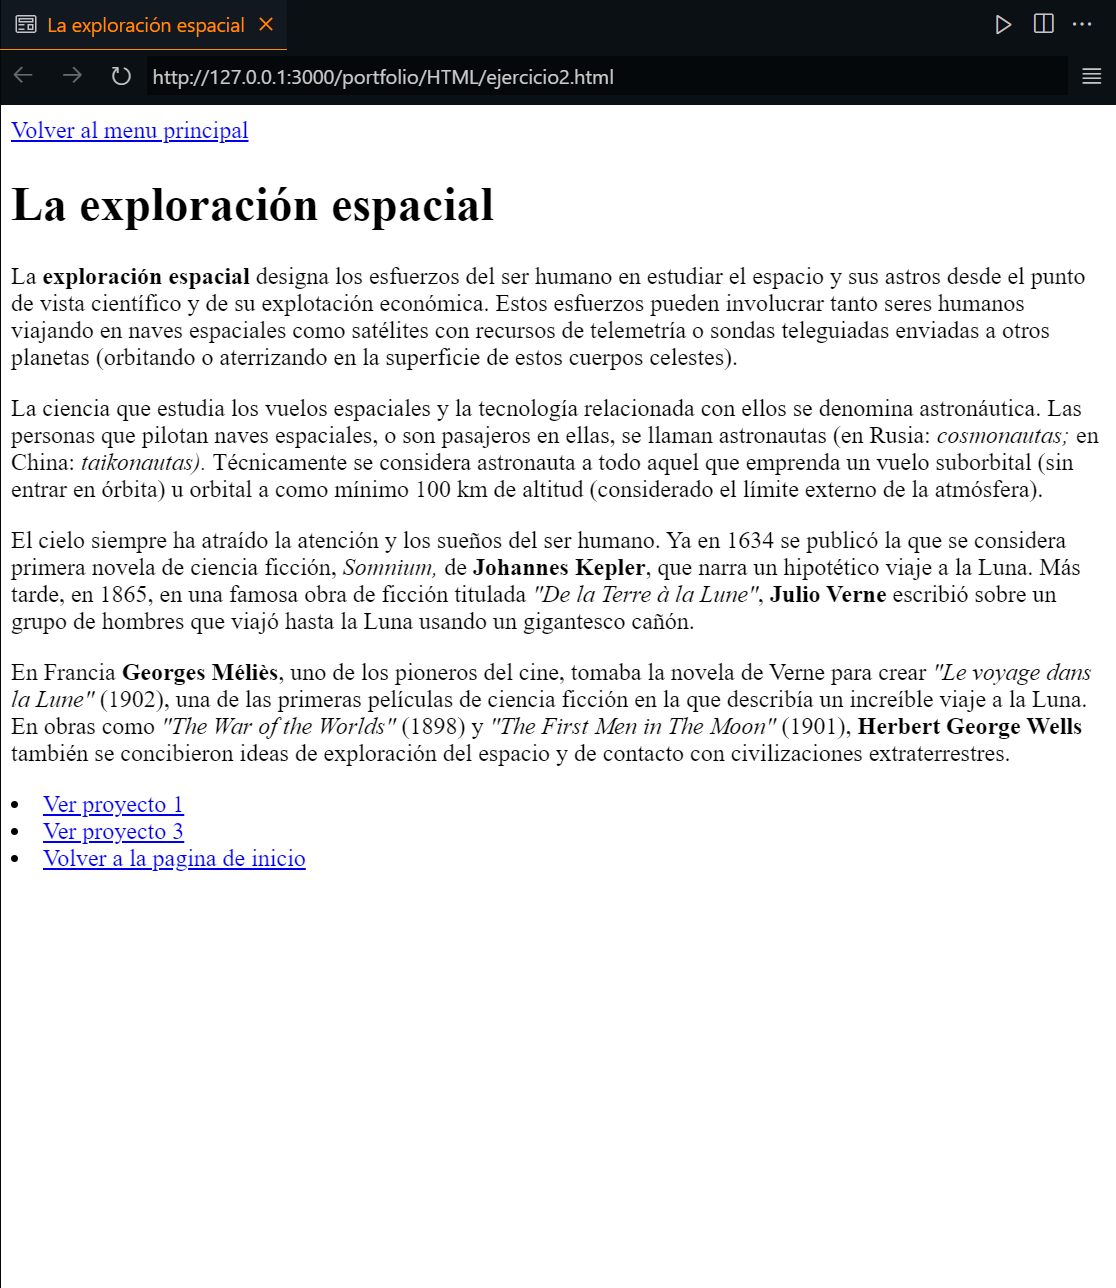 La exploración espacial
http://127.0.0.1:3000/portfolio/HTML/ejercicio2.html
Volver al menu principal
La exploración espacial
La exploración espacial designa los esfuerzos del ser humano en estudiar el espacio y sus astros desde el punto
de vista científico y de su explotación económica. Estos esfuerzos pueden involucrar tanto seres humanos
viajando en naves espaciales como satélites con recursos de telemetría o sondas teleguiadas enviadas a otros
planetas (orbitando o aterrizando en la superficie de estos cuerpos celestes).
La ciencia que estudia los vuelos espaciales y la tecnología relacionada con ellos se denomina astronáutica. Las
personas que pilotan naves espaciales, o son pasajeros en ellas, se llaman astronautas (en Rusia: cosmonautas; en
China: taikonautas). Técnicamente se considera astronauta a todo aquel que emprenda un vuelo suborbital (sin
entrar en órbita) u orbital a como mínimo 100 km de altitud (considerado el límite externo de la atmósfera).
El cielo siempre ha atraído la atención y los sueños del ser humano. Ya en 1634 se publicó la que se considera
primera novela de ciencia ficción, Somnium, de Johannes Kepler, que narra un hipotético viaje a la Luna. Más
tarde, en 1865, en una famosa obra de ficción titulada "De la Terre à la Lune", Julio Verne escribió sobre un
grupo de hombres que viajó hasta la Luna usando un gigantesco cañón.
En Francia Georges Méliès, uno de los pioneros del cine, tomaba la novela de Verne para crear "Le voyage dans
la Lune" (1902), una de las primeras películas de ciencia ficción en la que describía un increíble viaje a la Luna.
En obras como "The War of the Worlds" (1898) y "The First Men in The Moon" (1901), Herbert George Wells
también se concibieron ideas de exploración del espacio y de contacto con civilizaciones extraterrestres.
Ver proyecto 1
Ver proyecto 3
Volver a la pagina de inicio